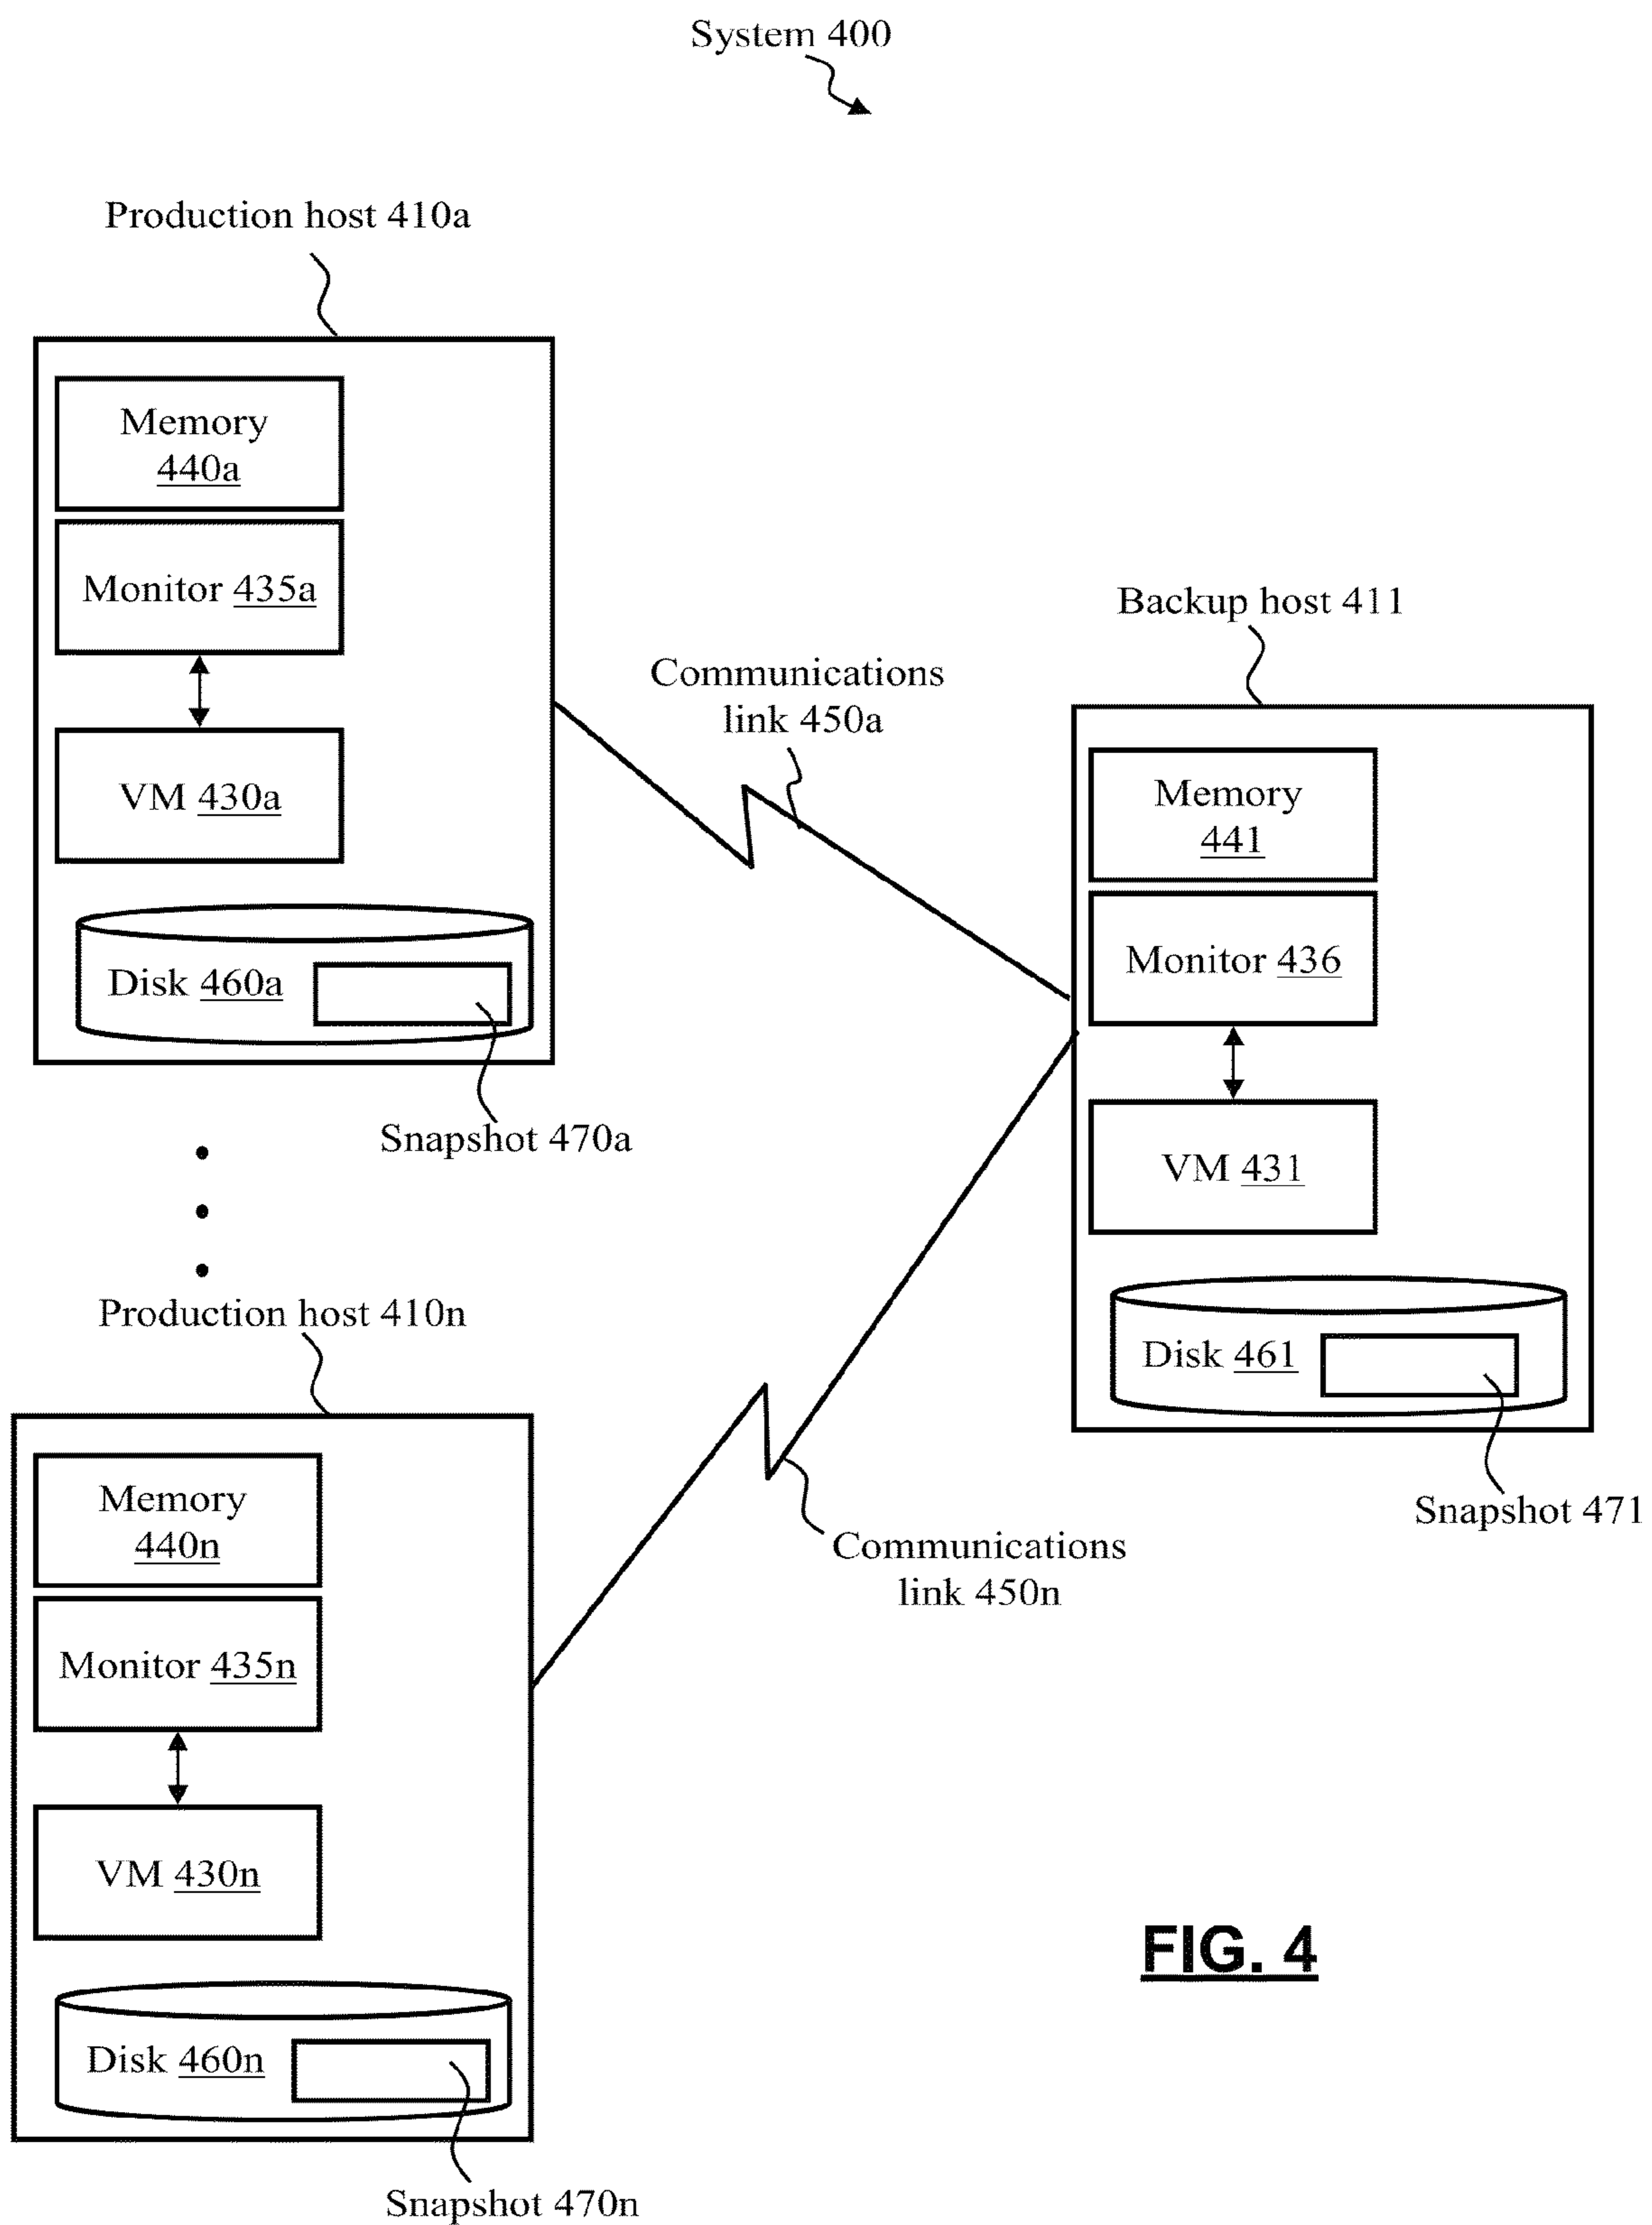 System 400
Production host 410a
Memory
440a
Monitor 435a
VM 430a
Disk 460a
Snapshot 470a
Communications
link 450a
Backup host 411
Memory
441
Monitor 436
VM 431
Disk 461
Snapshot 471
Production host 410n
Memory
440n
Monitor 435n
VM 430n
Disk 460n
Snapshot 470n
Communications
link 450n
FIG. 4